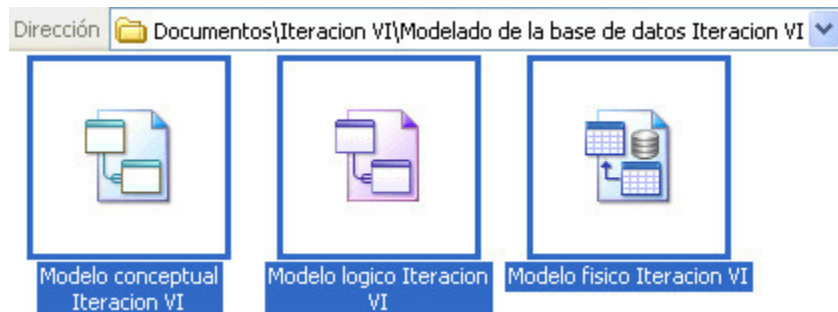 Dirección Documentos\Iteracion VI\Modelado de la base de datos Iteracion VI
Modelo conceptual
Iteracion VI
Modelo logico Iteracion
VI
Modelo fisico Iteracion VI